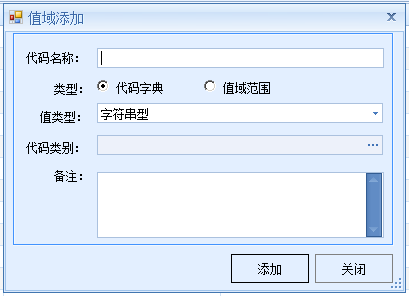 值域添加
代码名称：
类型： 代码字典 值域范围
值类型： 字符串型
代码类别： ...
备注：
添加 关闭